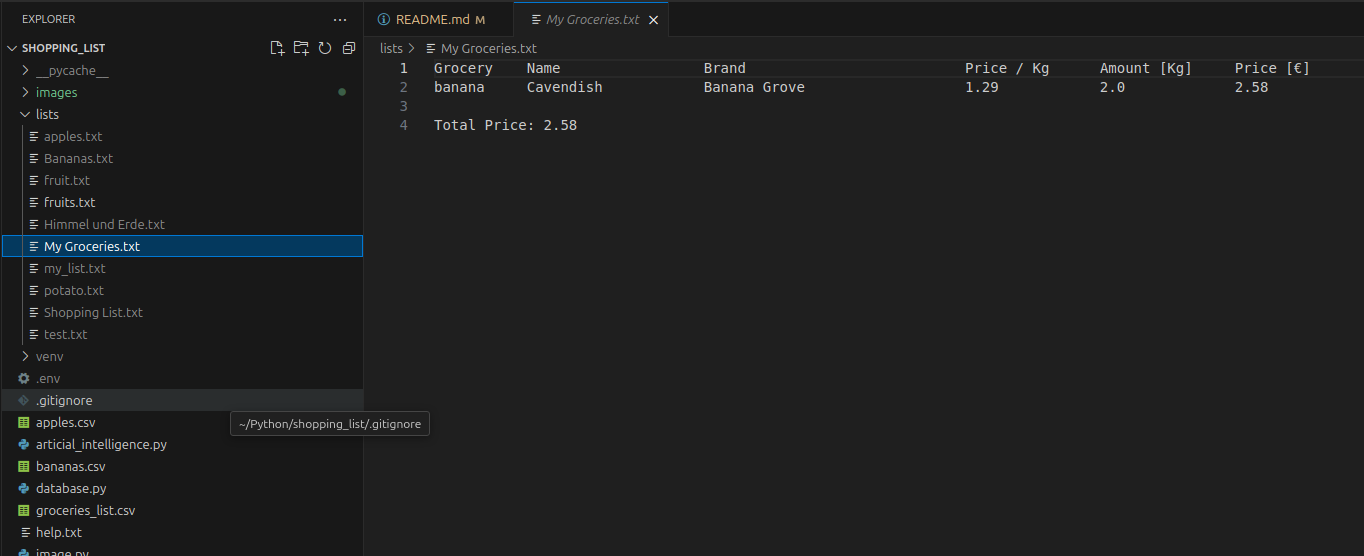 EXPLORER
SHOPPING_LIST
__pycache__
images
lists
apples.txt
Bananas.txt
fruit.txt
fruits.txt
Himmel und Erde.txt
My Groceries.txt
my_list.txt
potato.txt
Shopping List.txt
test.txt
venv
.env
.gitignore
~/Python/shopping_list/.gitignore
apples.csv
articial_intelligence.py
bananas.csv
database.py
groceries_list.csv
help.txt
image.py
README.md M
My Groceries.txt
lists > My Groceries.txt
1 Grocery Name Brand Price / Kg Amount [Kg] Price [€]
2 banana Cavendish Banana Grove 1.29 2.0 2.58
3
4 Total Price: 2.58